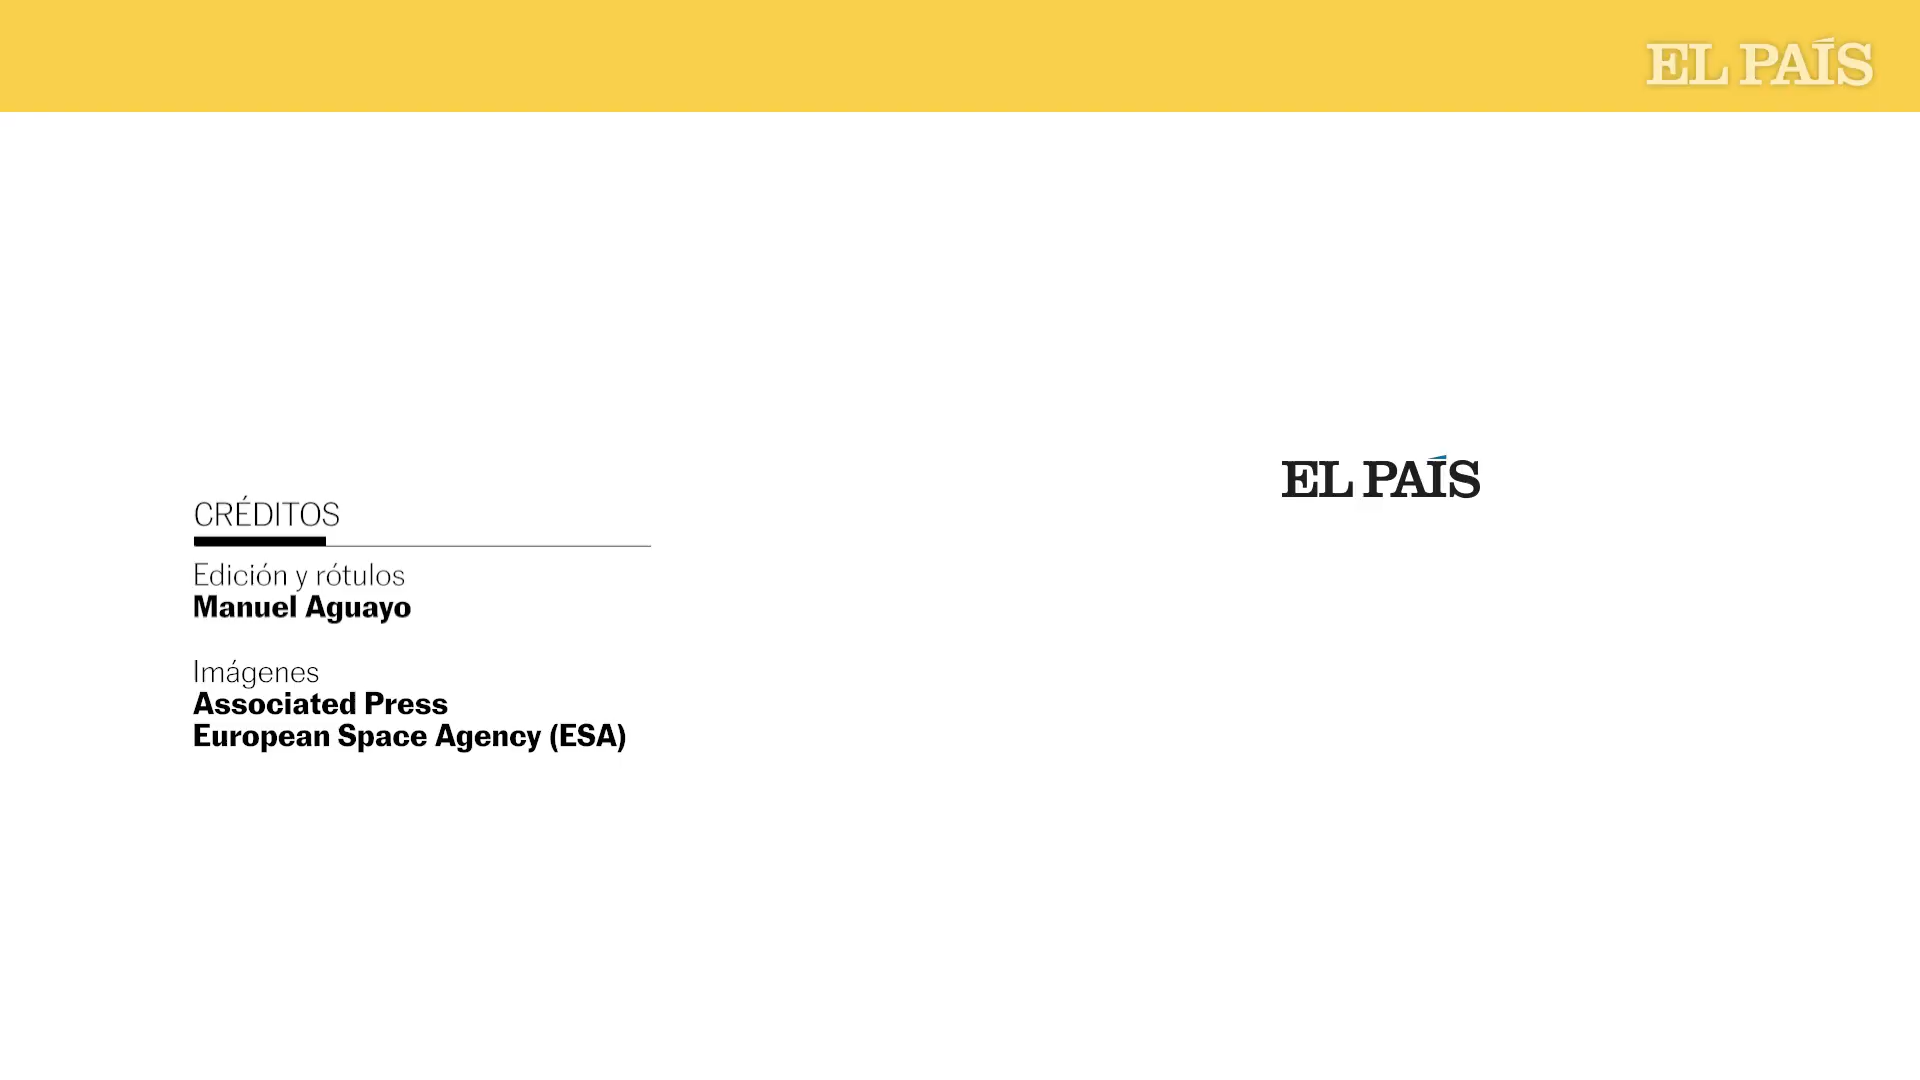 EL PAÍS
EL PAÍS
CRÉDITOS
Edición y rótulos
Manuel Aguayo
Imágenes
Associated Press
European Space Agency (ESA)